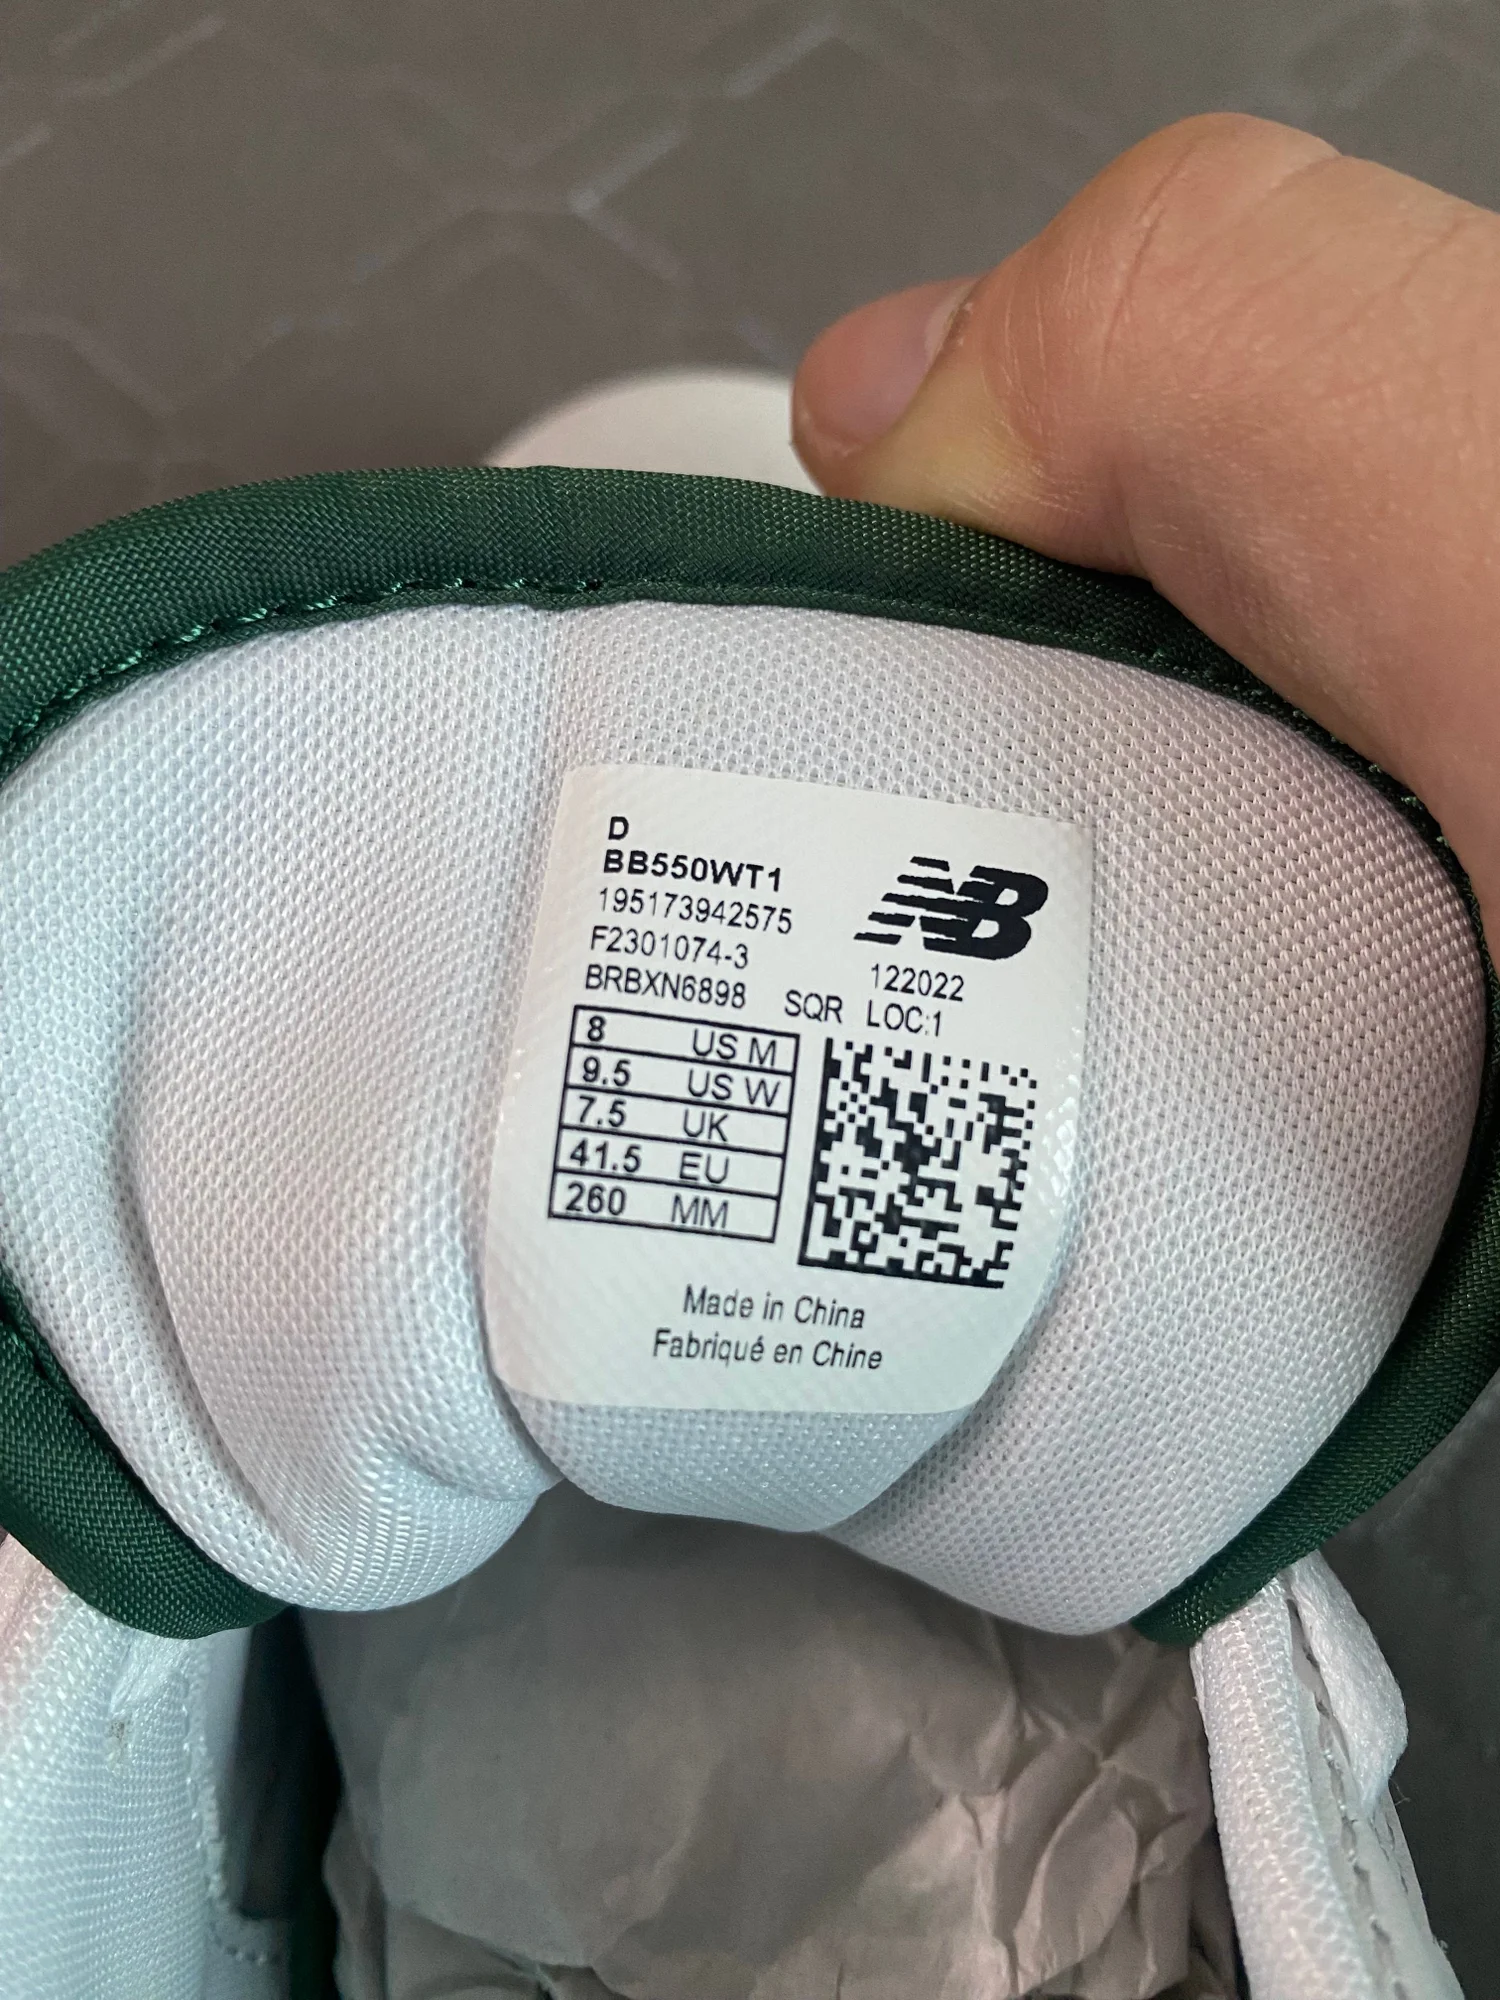 D
BB550WT1
195173942575
F2301074-3
BRBXN6898
NB
122022
SQR LOC:1
8 US M
9.5 US W
7.5 UK
41.5 EU
260 MM
Made in China
Fabriqué en Chine